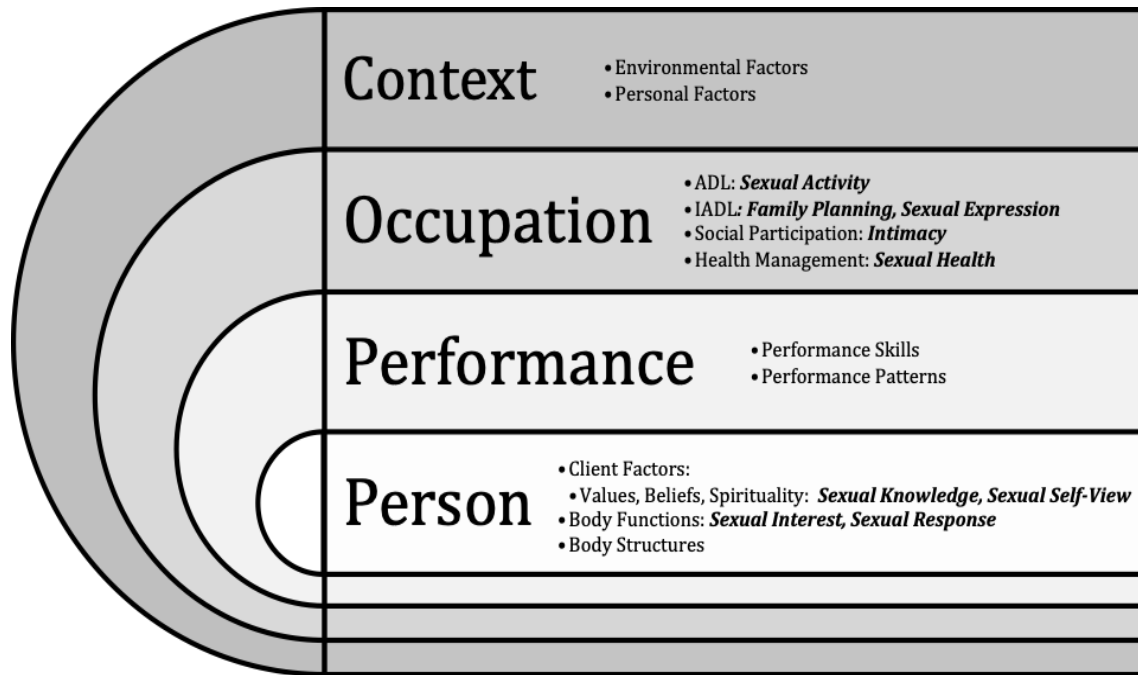 Context
• Environmental Factors
• Personal Factors
Occupation
• ADL: Sexual Activity
• IADL: Family Planning, Sexual Expression
• Social Participation: Intimacy
• Health Management: Sexual Health
Performance
• Performance Skills
• Performance Patterns
Person
• Client Factors:
• Values, Beliefs, Spirituality: Sexual Knowledge, Sexual Self-View
• Body Functions: Sexual Interest, Sexual Response
• Body Structures